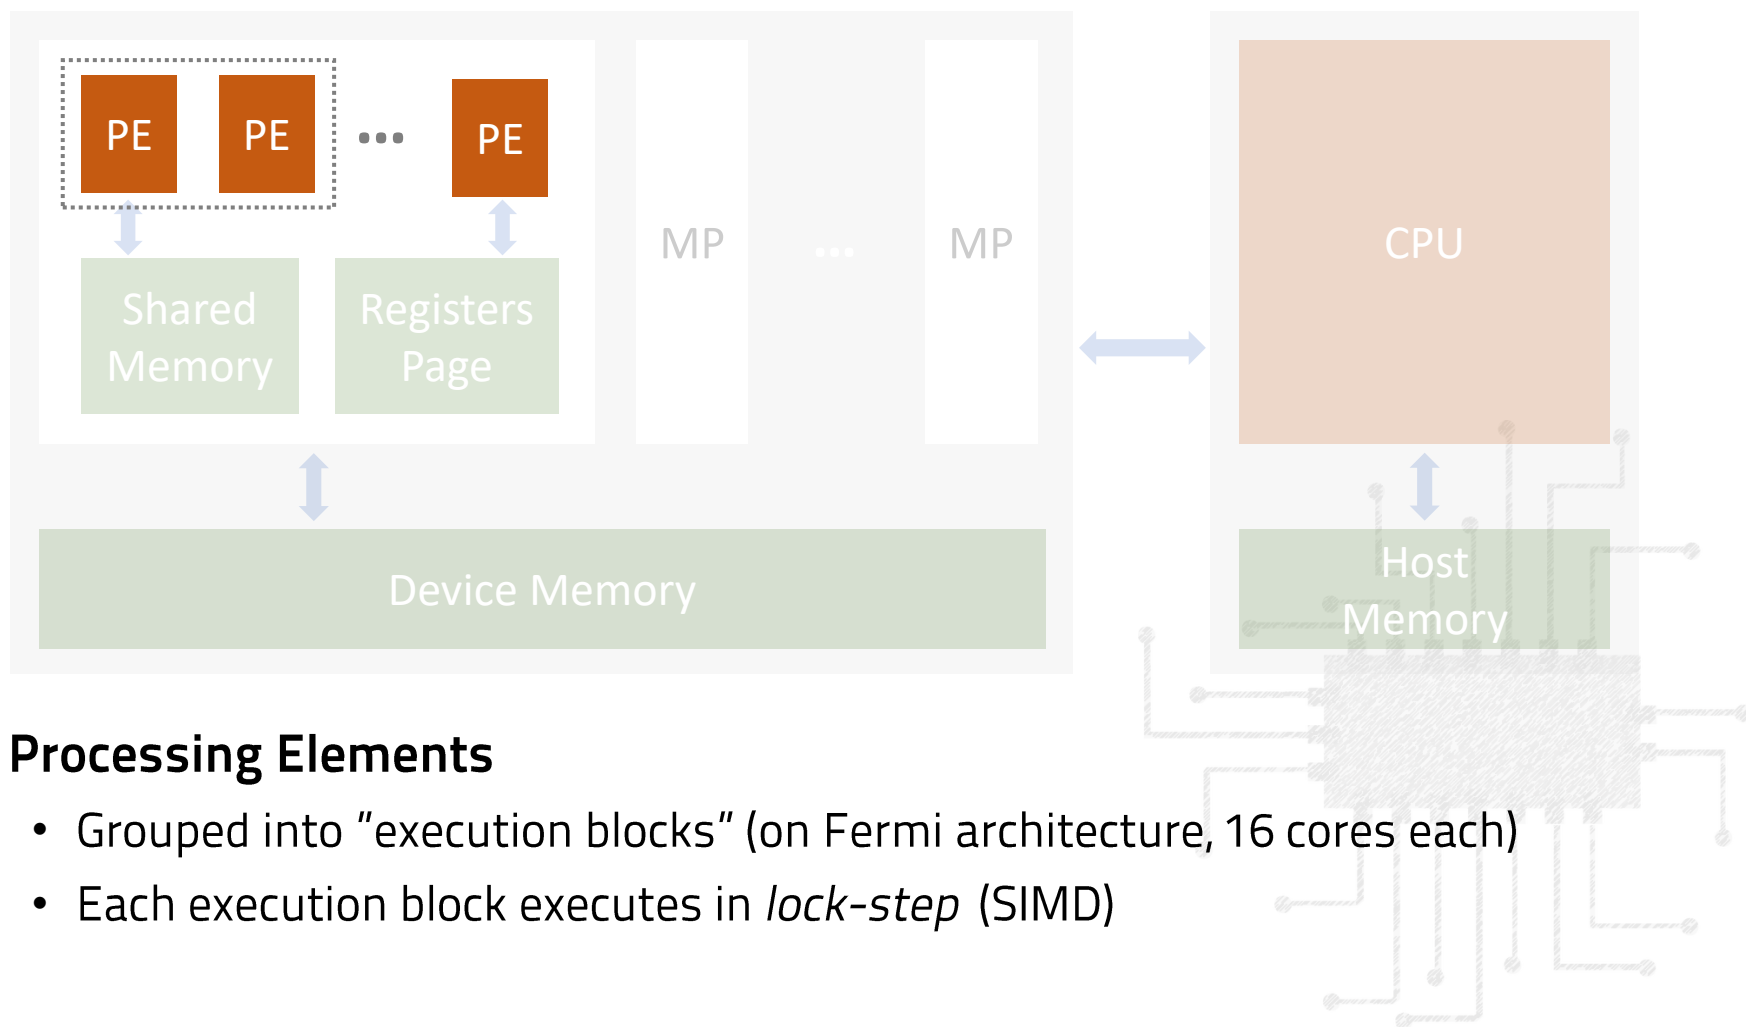 PE
PE
...
PE
Shared
Memory
Registers
Page
MP
...
MP
CPU
Device Memory
Host
Memory
Processing Elements
• Grouped into ”execution blocks” (on Fermi architecture, 16 cores each)
• Each execution block executes in lock-step (SIMD)